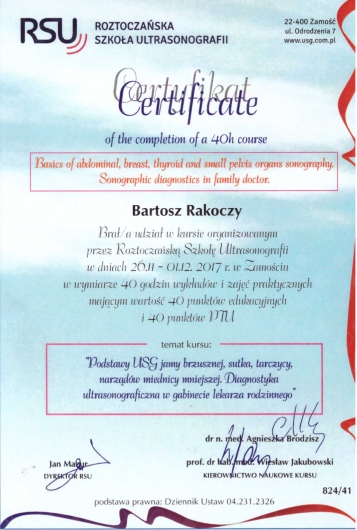 RSU ROZTOCZAŃSKA
SZKOŁA ULTRASONOGRAFII
22-400 Zamość
ul. Odrodzenia 7
www.usg.com.pl
Certyfikat
Certificate
of the completion of a 40h course
Basics of abdominal, breast, thyroid and small pelvis organs sonography.
Sonographic diagnostics in family doctor.
Bartosz Rakoczy
Brał/a udział w kursie organizowanym
przez Roztoczańską Szkołę Ultrasonografii
w dniach 26.11 - 01.12. 2017 r. w Zamościu
w wymiarze 40 godzin wykładów i zajęć praktycznych
mającym wartość 40 punktów edukacyjnych
i 40 punktów PTU
temat kursu:
"Podstawy USG jamy brzusznej, sutka, tarczycy,
narządów miednicy mniejszej. Diagnostyka
ultrasonograficzna w gabinecie lekarza rodzinnego"
dr n. med. Agnieszka Brodzisz
Jan Mazur
prof. dr hab. med. Wiesław Jakubowski
DYREKTOR RSU
KIEROWNICTWO NAUKOWE KURSU
824/41
podstawa prawna: Dziennik Ustaw 04.231.2326